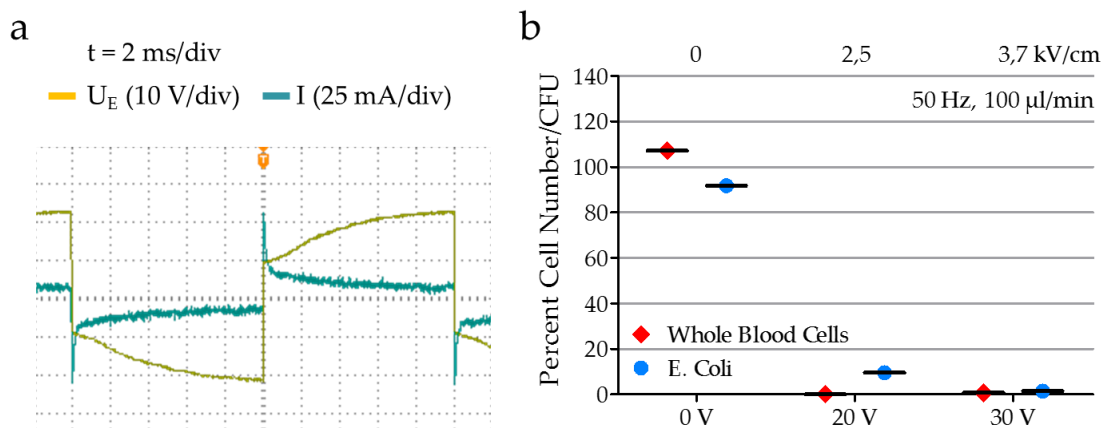 a
t = 2 ms/div
U_E (10 V/div) I (25 mA/div)
T
b
0 2,5 3,7 kV/cm
50 Hz, 100 µl/min
Percent Cell Number/CFU
140
120
100
80
60
40
20
0
Whole Blood Cells
E. Coli
0 V 20 V 30 V